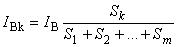 I_Bk = I_B S_k / (S_1 + S_2 + ... + S_m)